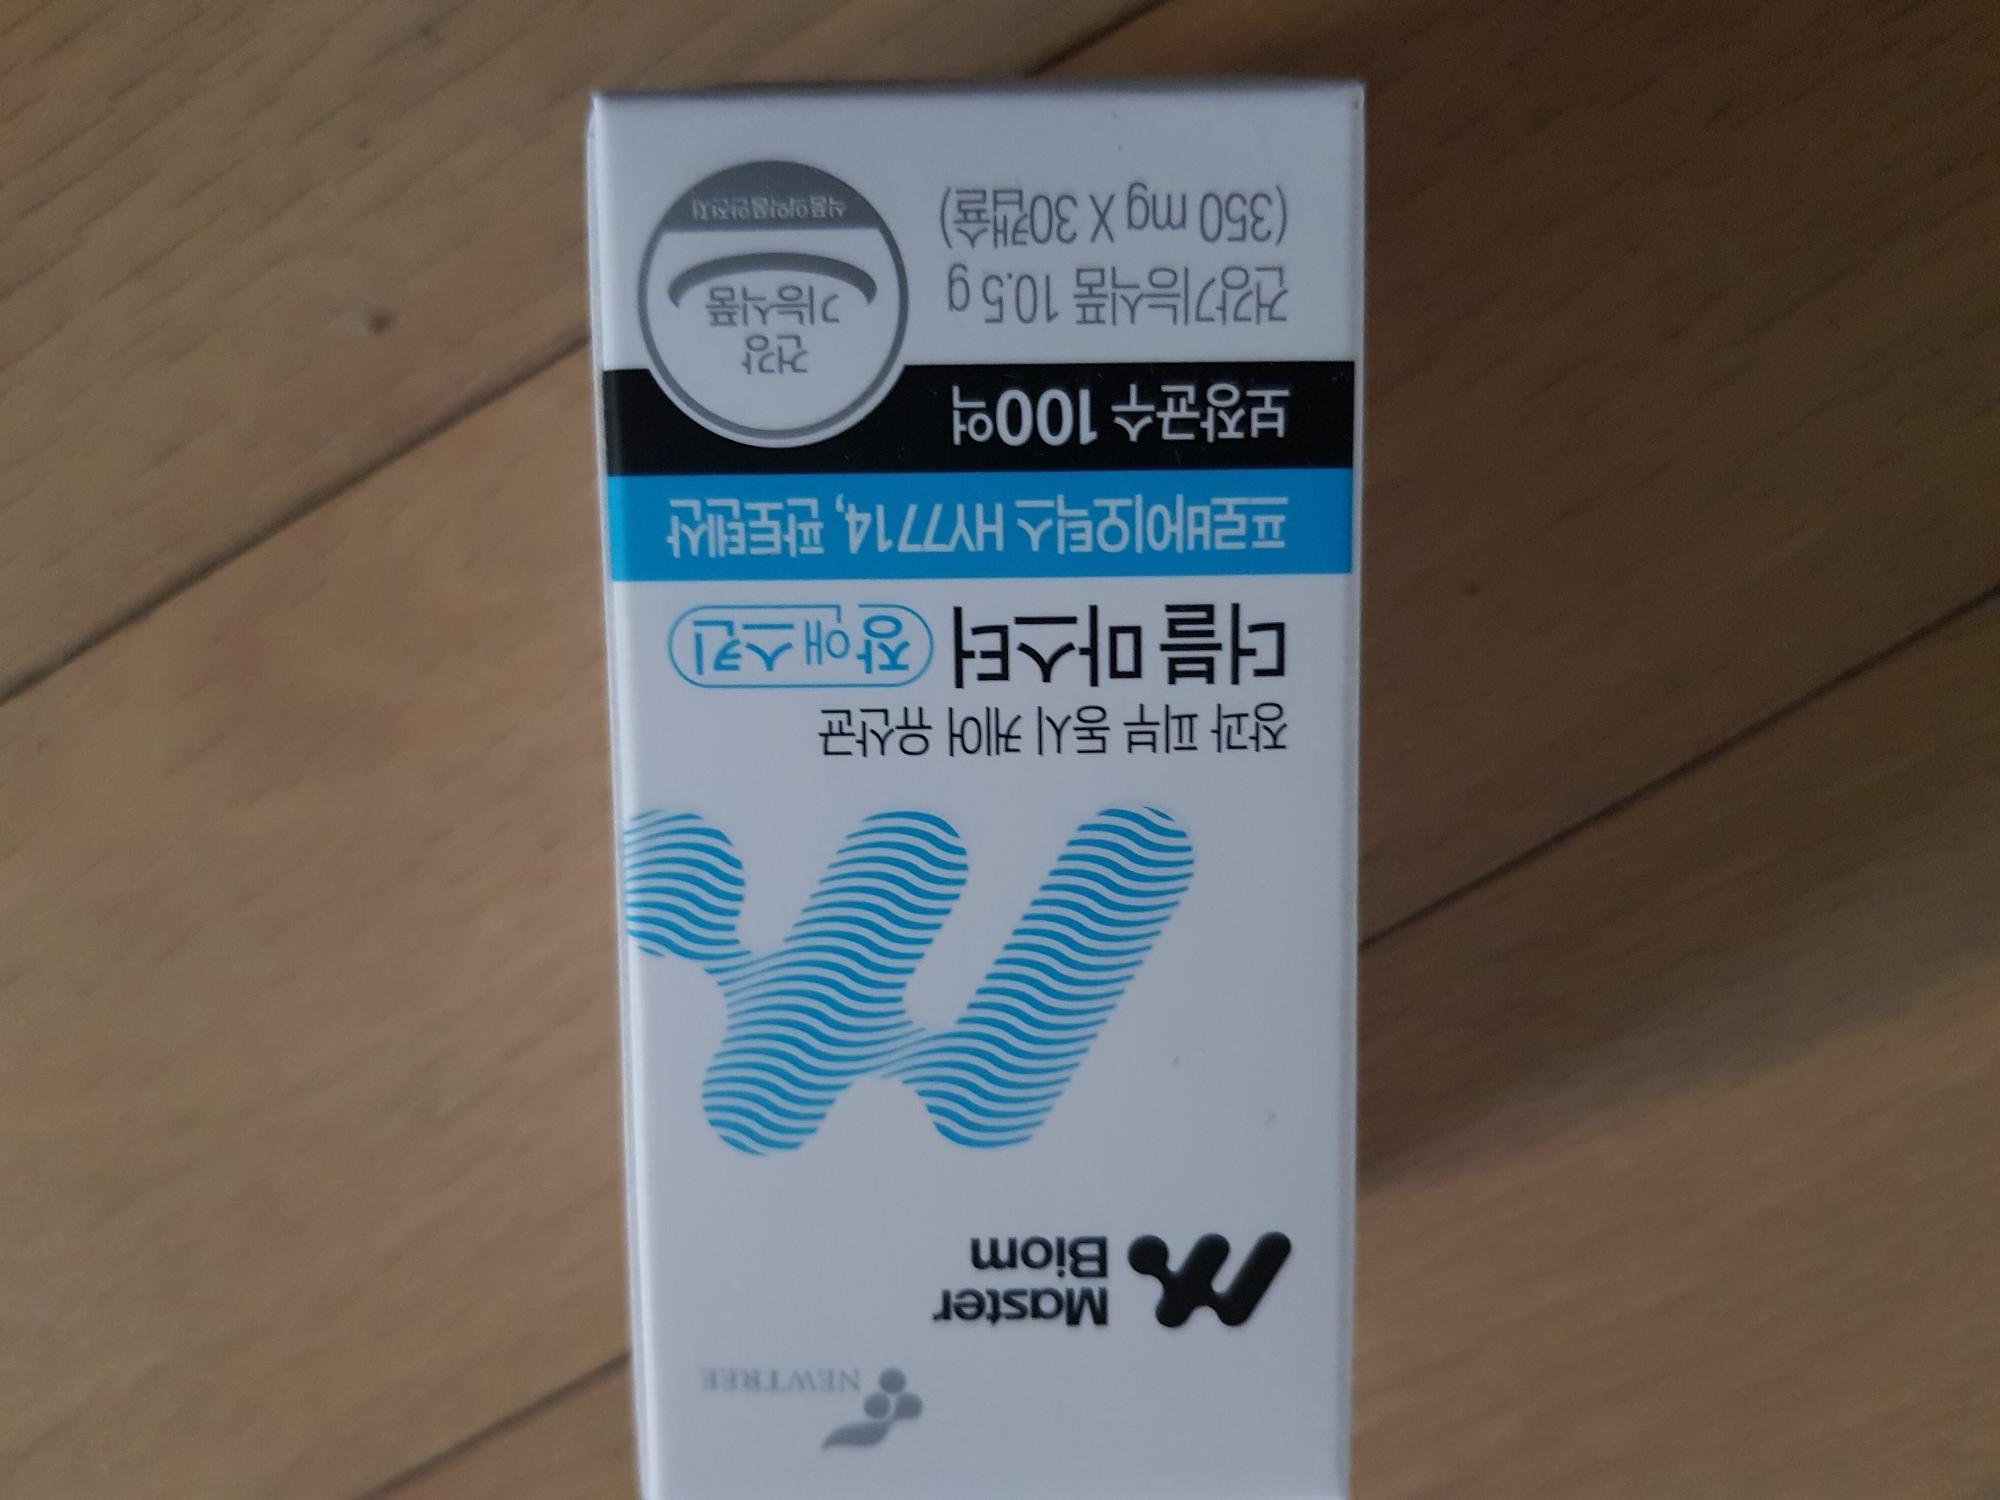 NEWTREE
Master
Biom
장과 피부 동시 케어 유산균
더블 마스터 장애스킨
프로바이오틱스 HY7714, 판토텐산
보장균수 100억
건강기능식품 10.5 g
(350 mg X 30캡슐)
건강
기능식품
식품의약품안전처